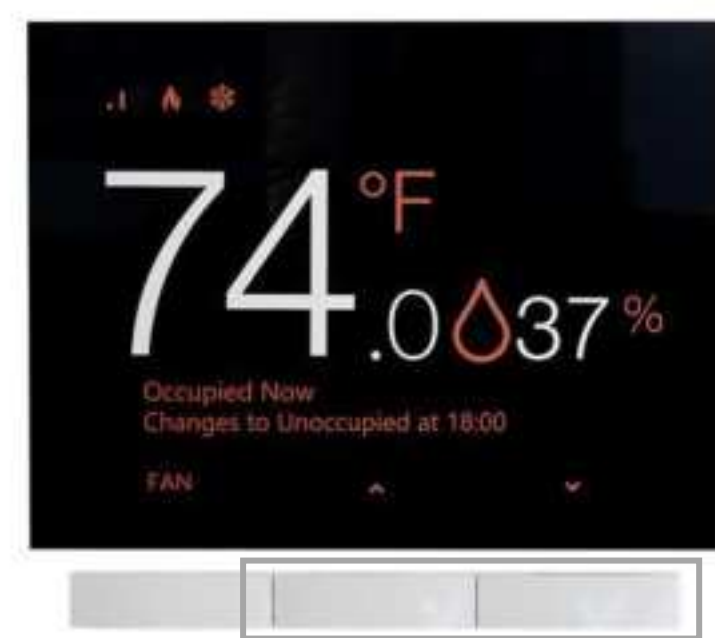 74 °F
.0 37 %
Occupied Now
Changes to Unoccupied at 18:00
FAN